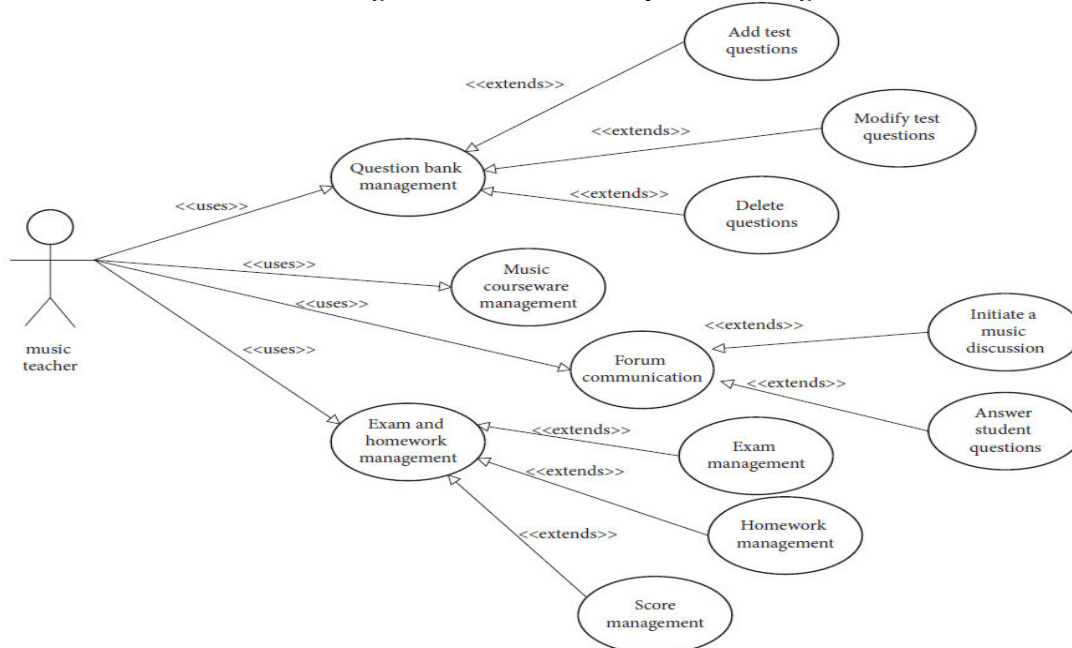 Add test
questions
<<extends>>
Modify test
questions
<<extends>>
Question bank
management
<<extends>>
Delete
questions
<<uses>>
<<uses>>
Music
courseware
management
<<uses>>
Initiate a
music
discussion
<<extends>>
music
teacher
<<uses>>
Forum
communication
<<extends>>
Answer
student
questions
Exam and
homework
management
<<extends>>
Exam
management
<<extends>>
Homework
management
<<extends>>
Score
management